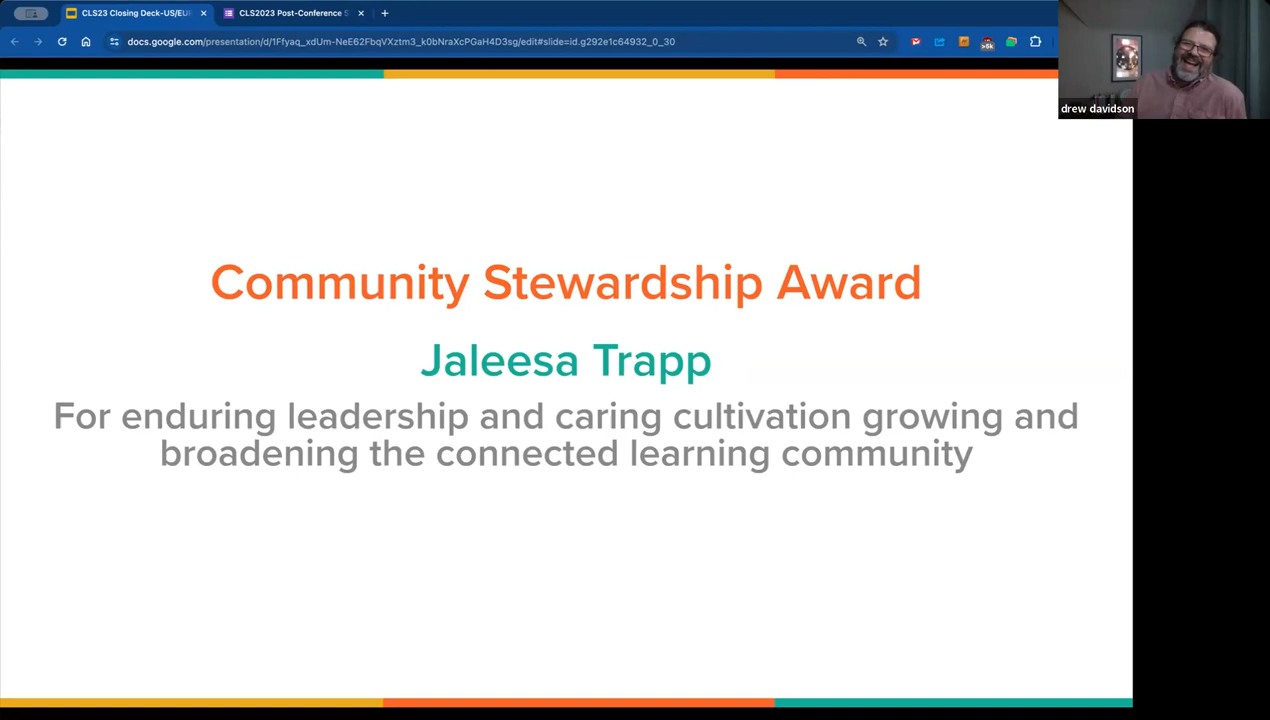 CLS23 Closing Deck-US/EU
CLS2023 Post-Conference S
docs.google.com/presentation/d/1Ffyaq_xdUm-NeE62FbqVXztm3_k0bNraXcPGaH4D3sg/edit#slide=id.g292e1c64932_0_30
>5k
drew davidson
Community Stewardship Award
Jaleesa Trapp
For enduring leadership and caring cultivation growing and
broadening the connected learning community